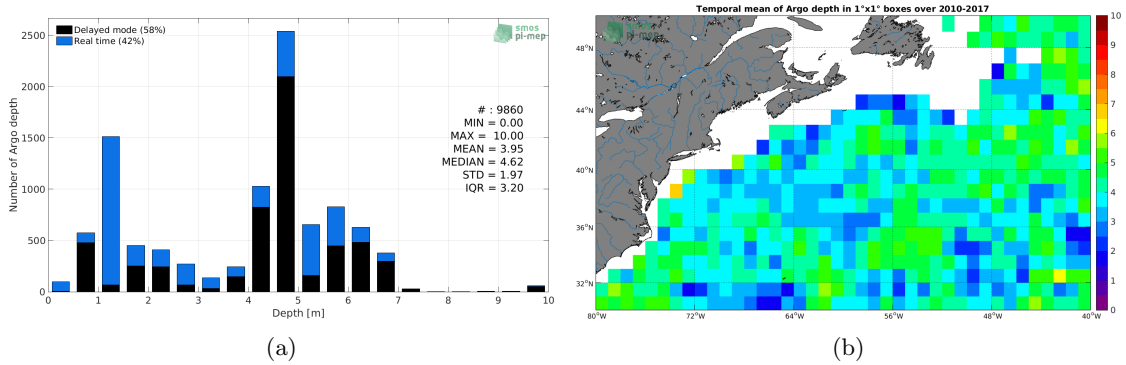 Delayed mode (58%)
Real time (42%)
smos
pi-mep
# : 9860
MIN = 0.00
MAX = 10.00
MEAN = 3.95
MEDIAN = 4.62
STD = 1.97
IQR = 3.20
Number of Argo depth
2500
2000
1500
1000
500
0
0 1 2 3 4 5 6 7 8 9 10
Depth [m]
(a)
Temporal mean of Argo depth in 1°x1° boxes over 2010-2017
smos
pi-mep
48°N
44°N
40°N
36°N
32°N
80°W 72°W 64°W 56°W 48°W 40°W
10
9
8
7
6
5
4
3
2
1
0
(b)